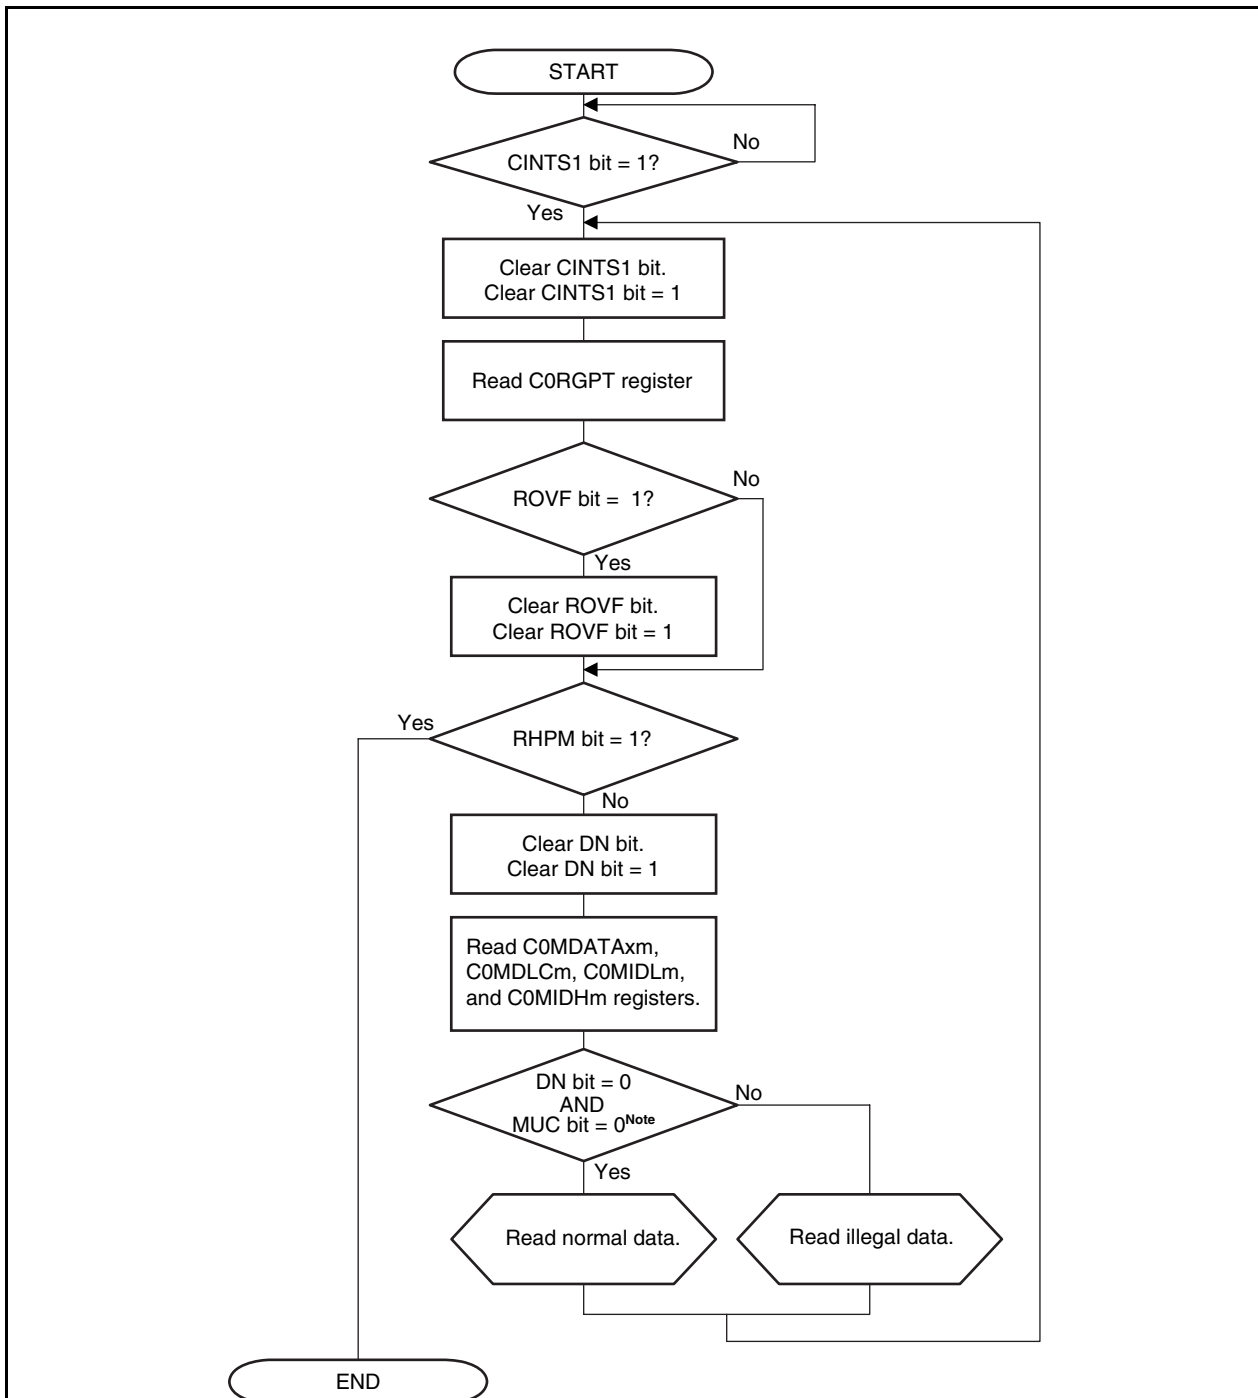 START
No
CINTS1 bit = 1?
Yes
Clear CINTS1 bit.
Clear CINTS1 bit = 1
Read C0RGPT register
No
ROVF bit =  1?
Yes
Clear ROVF bit.
Clear ROVF bit = 1
Yes
RHPM bit = 1?
No
Clear DN bit.
Clear DN bit = 1
Read C0MDATAxm,
C0MDLCm, C0MIDLm,
and C0MIDHm registers.
DN bit = 0
No
AND
MUC bit = 0Note
Yes
Read normal data.
Read illegal data.
END